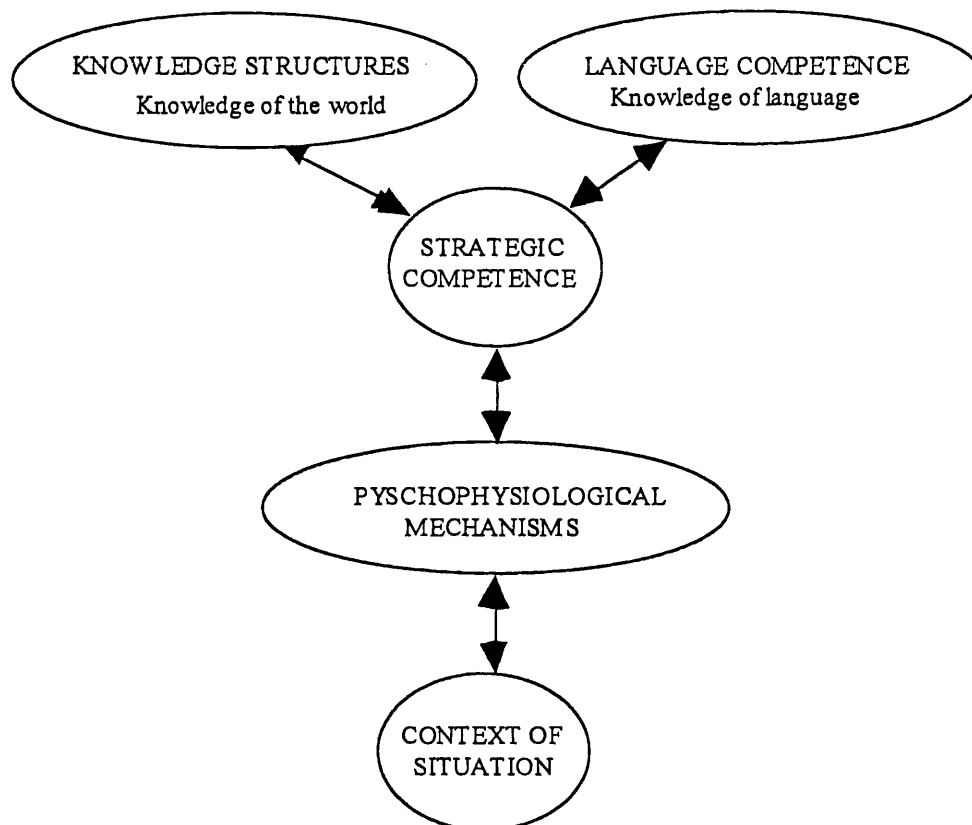 KNOWLEDGE STRUCTURES
Knowledge of the world
LANGUAGE COMPETENCE
Knowledge of language
STRATEGIC
COMPETENCE
PYSCHOPHYSIOLOGICAL
MECHANISMS
CONTEXT OF
SITUATION